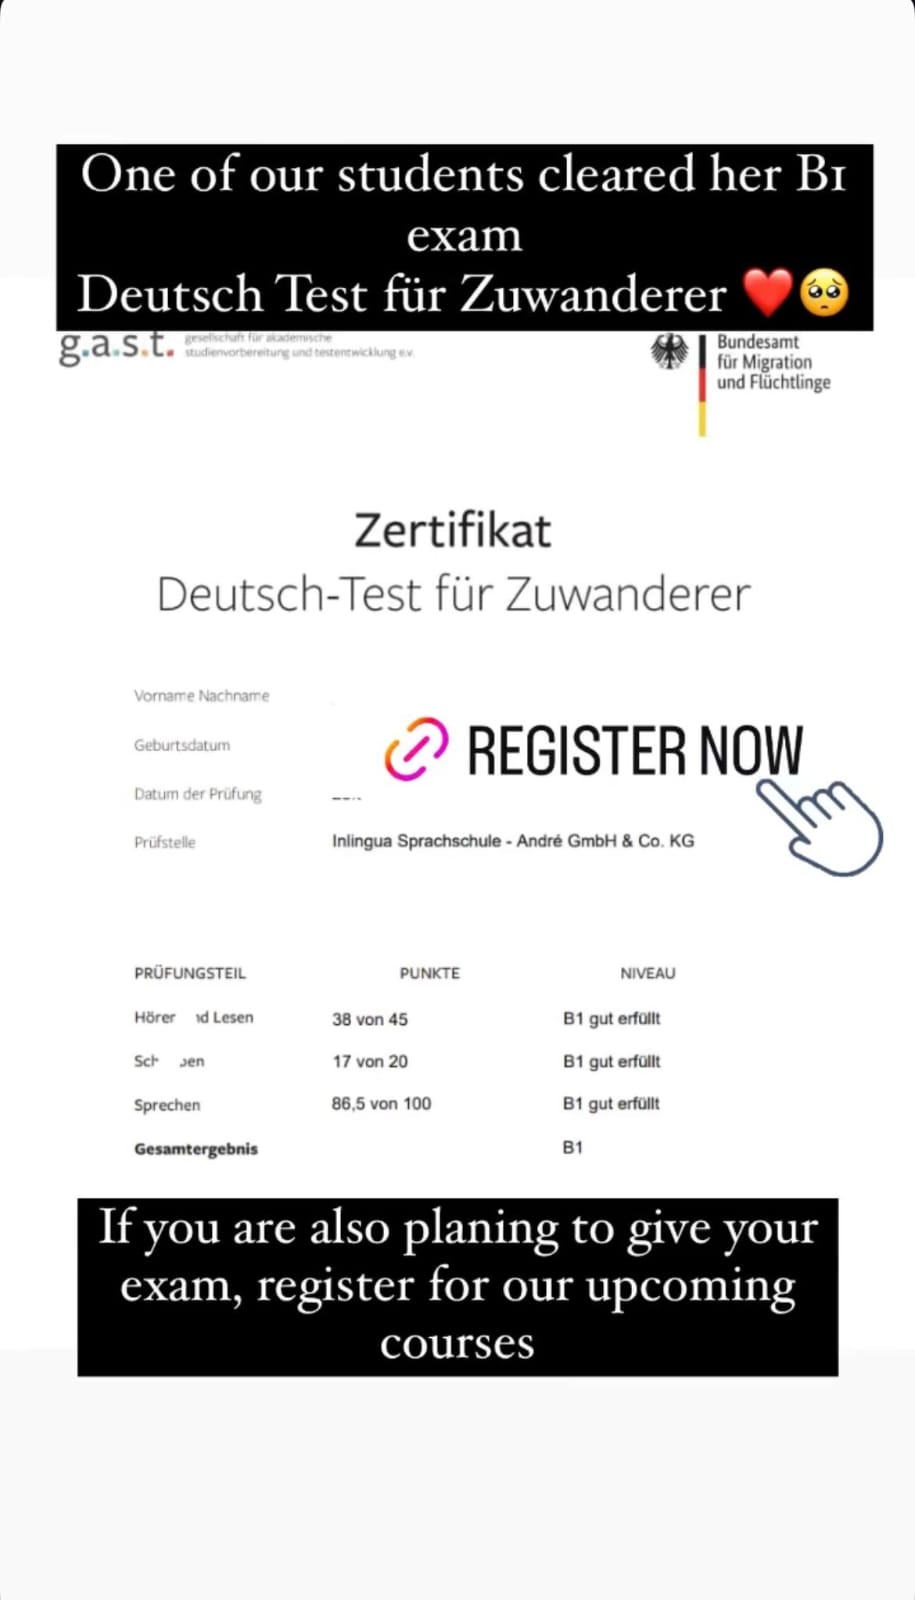 One of our students cleared her B1
exam
Deutsch Test für Zuwanderer ❤️🥺
g.a.s.t. gesellschaft für akademische
studienvorbereitung und testentwicklung e.v.
Bundesamt
für Migration
und Flüchtlinge
Zertifikat
Deutsch-Test für Zuwanderer
Vorname Nachname
Geburtsdatum
REGISTER NOW
Datum der Prüfung
Prüfstelle Inlingua Sprachschule - André GmbH & Co. KG
PRÜFUNGSTEIL PUNKTE NIVEAU
Lesen 38 von 45 B1 gut erfüllt
17 von 20 B1 gut erfüllt
Sprechen 86,5 von 100 B1 gut erfüllt
Gesamtergebnis B1
If you are also planing to give your
exam, register for our upcoming
courses